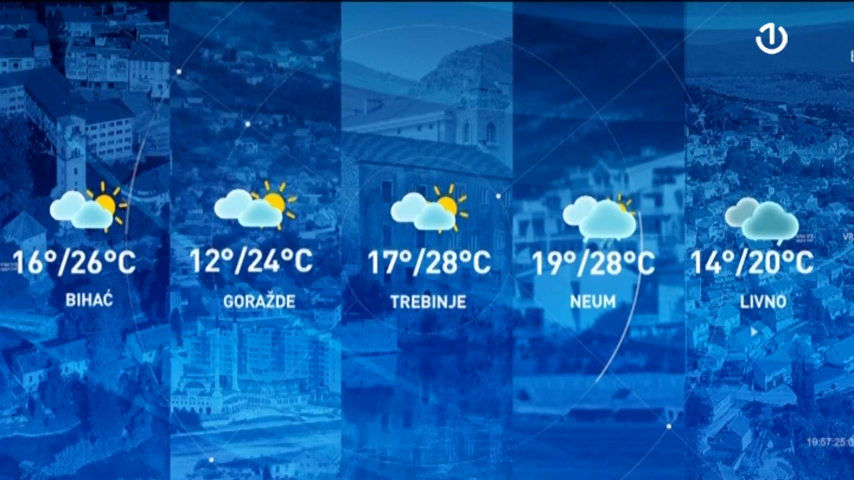 16°/26°C
BIHAĆ
12°/24°C
GORAŽDE
17°/28°C
TREBINJE
19°/28°C
NEUM
14°/20°C
LIVNO